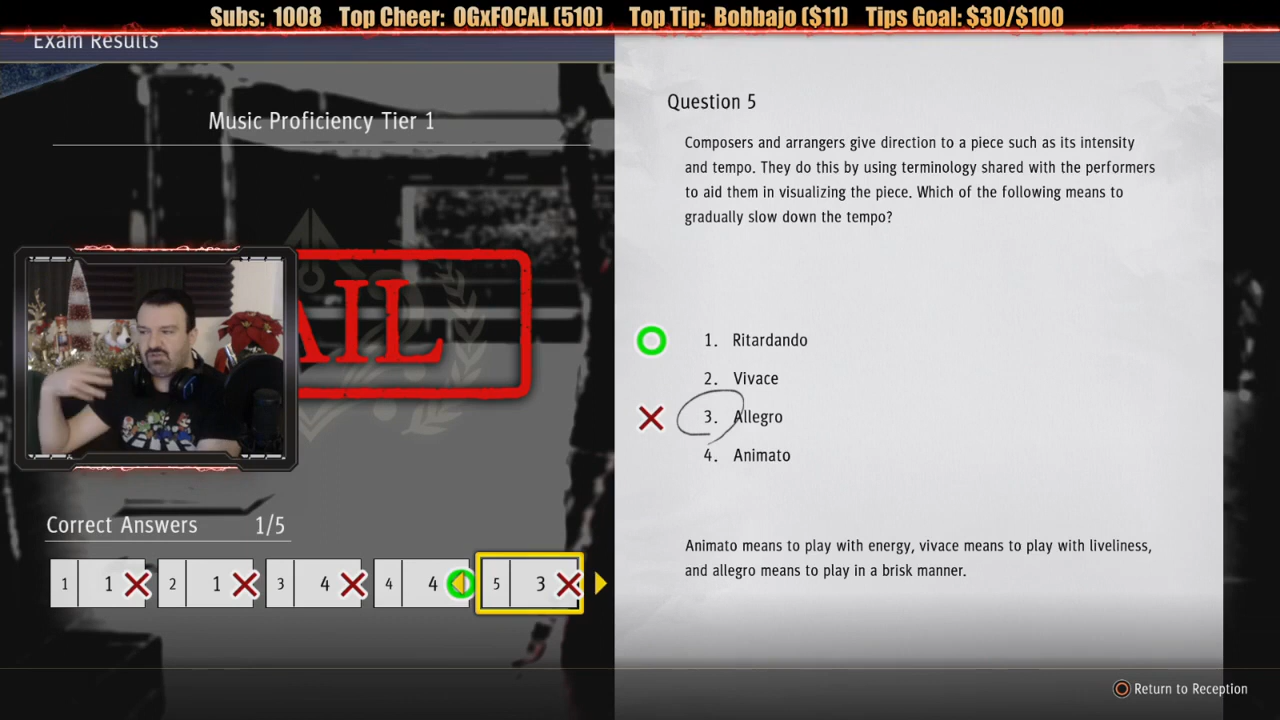 Subs: 1008 Top Cheer: OGxFOCAL (510) Top Tip: Bobbajo ($11) Tips Goal: $30/$100
Exam Results
Music Proficiency Tier 1
AIL
Correct Answers 1/5
1 1 2 1 3 4 4 4 5 3
Question 5
Composers and arrangers give direction to a piece such as its intensity
and tempo. They do this by using terminology shared with the performers
to aid them in visualizing the piece. Which of the following means to
gradually slow down the tempo?
1. Ritardando
2. Vivace
3. Allegro
4. Animato
Animato means to play with energy, vivace means to play with liveliness,
and allegro means to play in a brisk manner.
Return to Reception